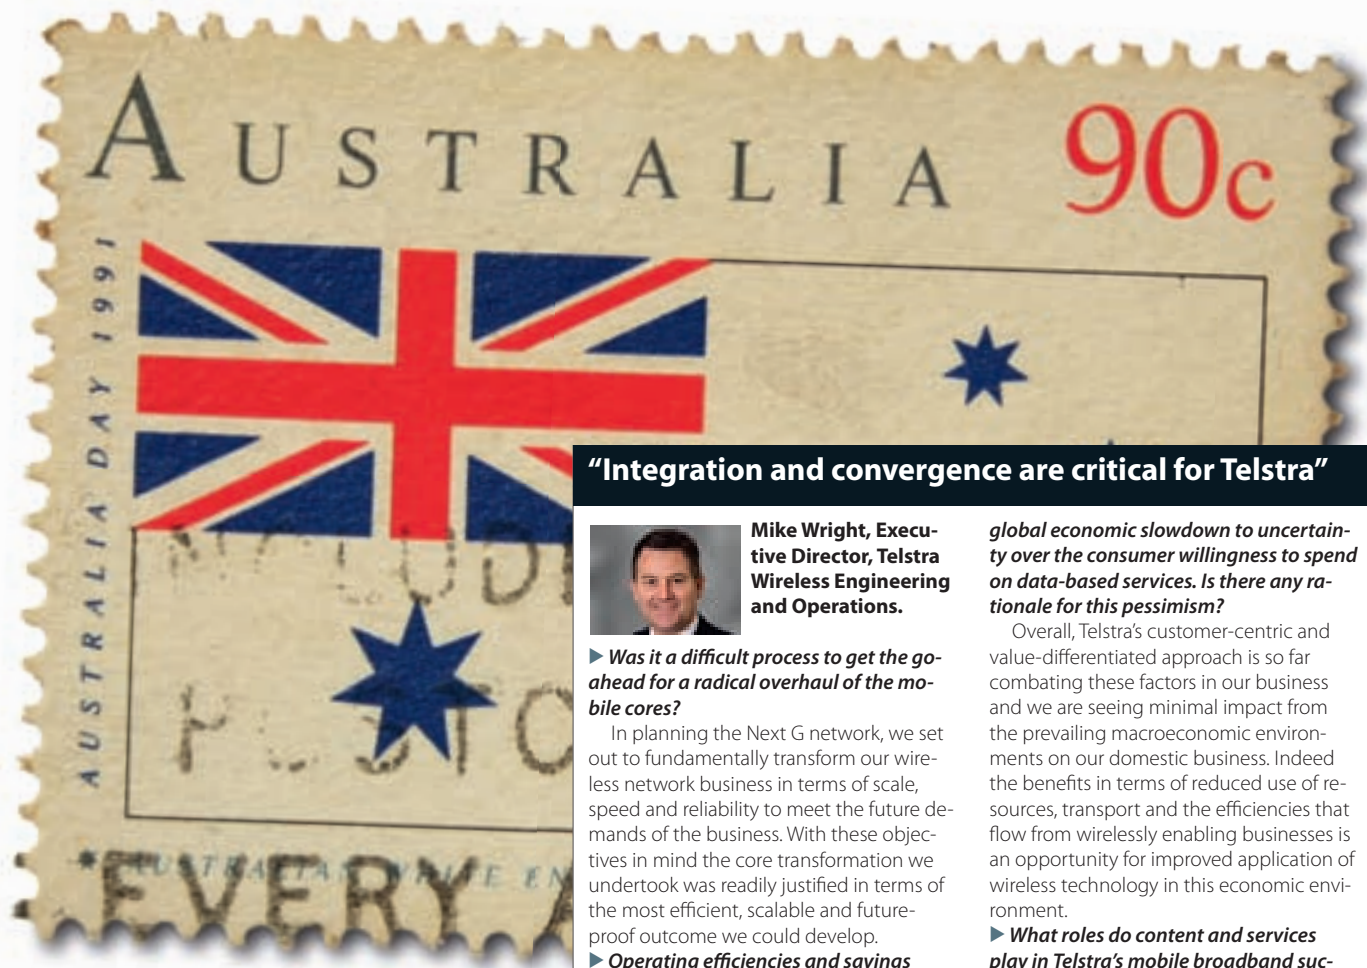 AUSTRALIA 90c
AUSTRALIA DAY 1991
AUSTRALIAN WHITE EN
EVERY A
“Integration and convergence are critical for Telstra”
Mike Wright, Execu-
tive Director, Telstra
Wireless Engineering
and Operations.
▶ Was it a difficult process to get the go-
ahead for a radical overhaul of the mo-
bile cores?
In planning the Next G network, we set
out to fundamentally transform our wire-
less network business in terms of scale,
speed and reliability to meet the future de-
mands of the business. With these objec-
tives in mind the core transformation we
undertook was readily justified in terms of
the most efficient, scalable and future-
proof outcome we could develop.
▶ Operating efficiencies and savings
global economic slowdown to uncertain-
ty over the consumer willingness to spend
on data-based services. Is there any ra-
tionale for this pessimism?
Overall, Telstra’s customer-centric and
value-differentiated approach is so far
combating these factors in our business
and we are seeing minimal impact from
the prevailing macroeconomic environ-
ments on our domestic business. Indeed
the benefits in terms of reduced use of re-
sources, transport and the efficiencies that
flow from wirelessly enabling businesses is
an opportunity for improved application of
wireless technology in this economic envi-
ronment.
▶ What roles do content and services
play in Telstra’s mobile broadband suc-